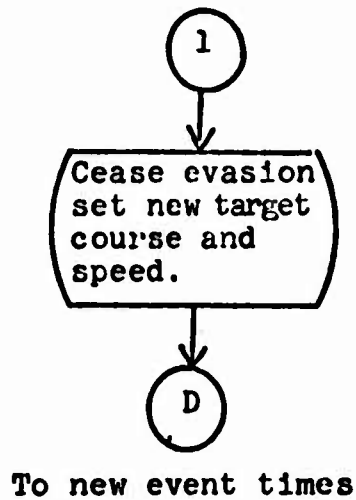 1
Cease evasion
set new target
course and
speed.
D
To new event times